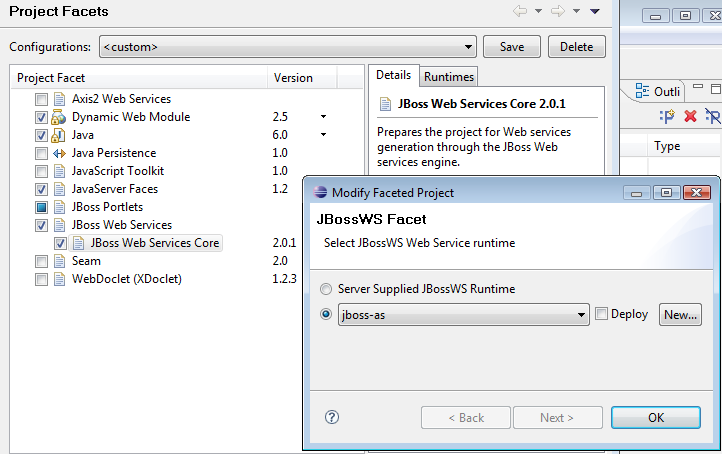 Project Facets
Configurations: <custom> Save Delete
Project Facet Version
Axis2 Web Services
Dynamic Web Module 2.5
Java 6.0
Java Persistence 1.0
JavaScript Toolkit 1.0
JavaServer Faces 1.2
JBoss Portlets
JBoss Web Services
JBoss Web Services Core 2.0.1
Seam 2.0
WebDoclet (XDoclet) 1.2.3
Details Runtimes
JBoss Web Services Core 2.0.1
Prepares the project for Web services
generation through the JBoss Web
services engine.
Outli
Type
Modify Faceted Project
JBossWS Facet
Select JBossWS Web Service runtime
Server Supplied JBossWS Runtime
jboss-as Deploy New...
? < Back Next > OK